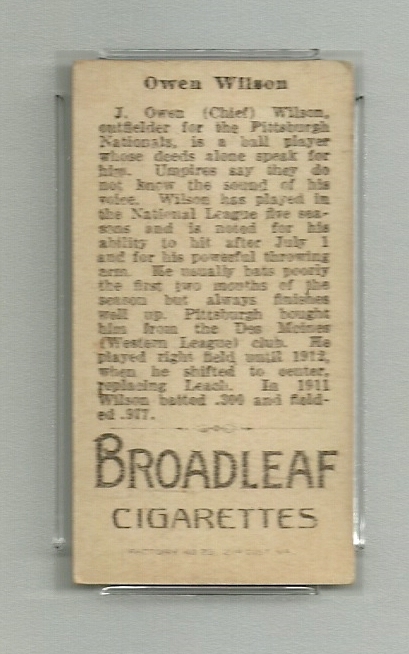 Owen Wilson
J. Owen (Chief) Wilson,
outfielder for the Pittsburgh
Nationals, is a ball player
whose deeds alone speak for
him. Umpires say they do
not know the sound of his
voice. Wilson has played in
the National League five sea-
sons and is noted for his
ability to hit after July 1
and for his powerful throwing
arm. He usually bats poorly
the first two months of the
season but always finishes
well up. Pittsburgh bought
him from the Des Moines
(Western League) club. He
played right field until 1912,
when he shifted to center,
replacing Leach. In 1911
Wilson batted .300 and field-
ed .977.
BROADLEAF
CIGARETTES
FACTORY NO